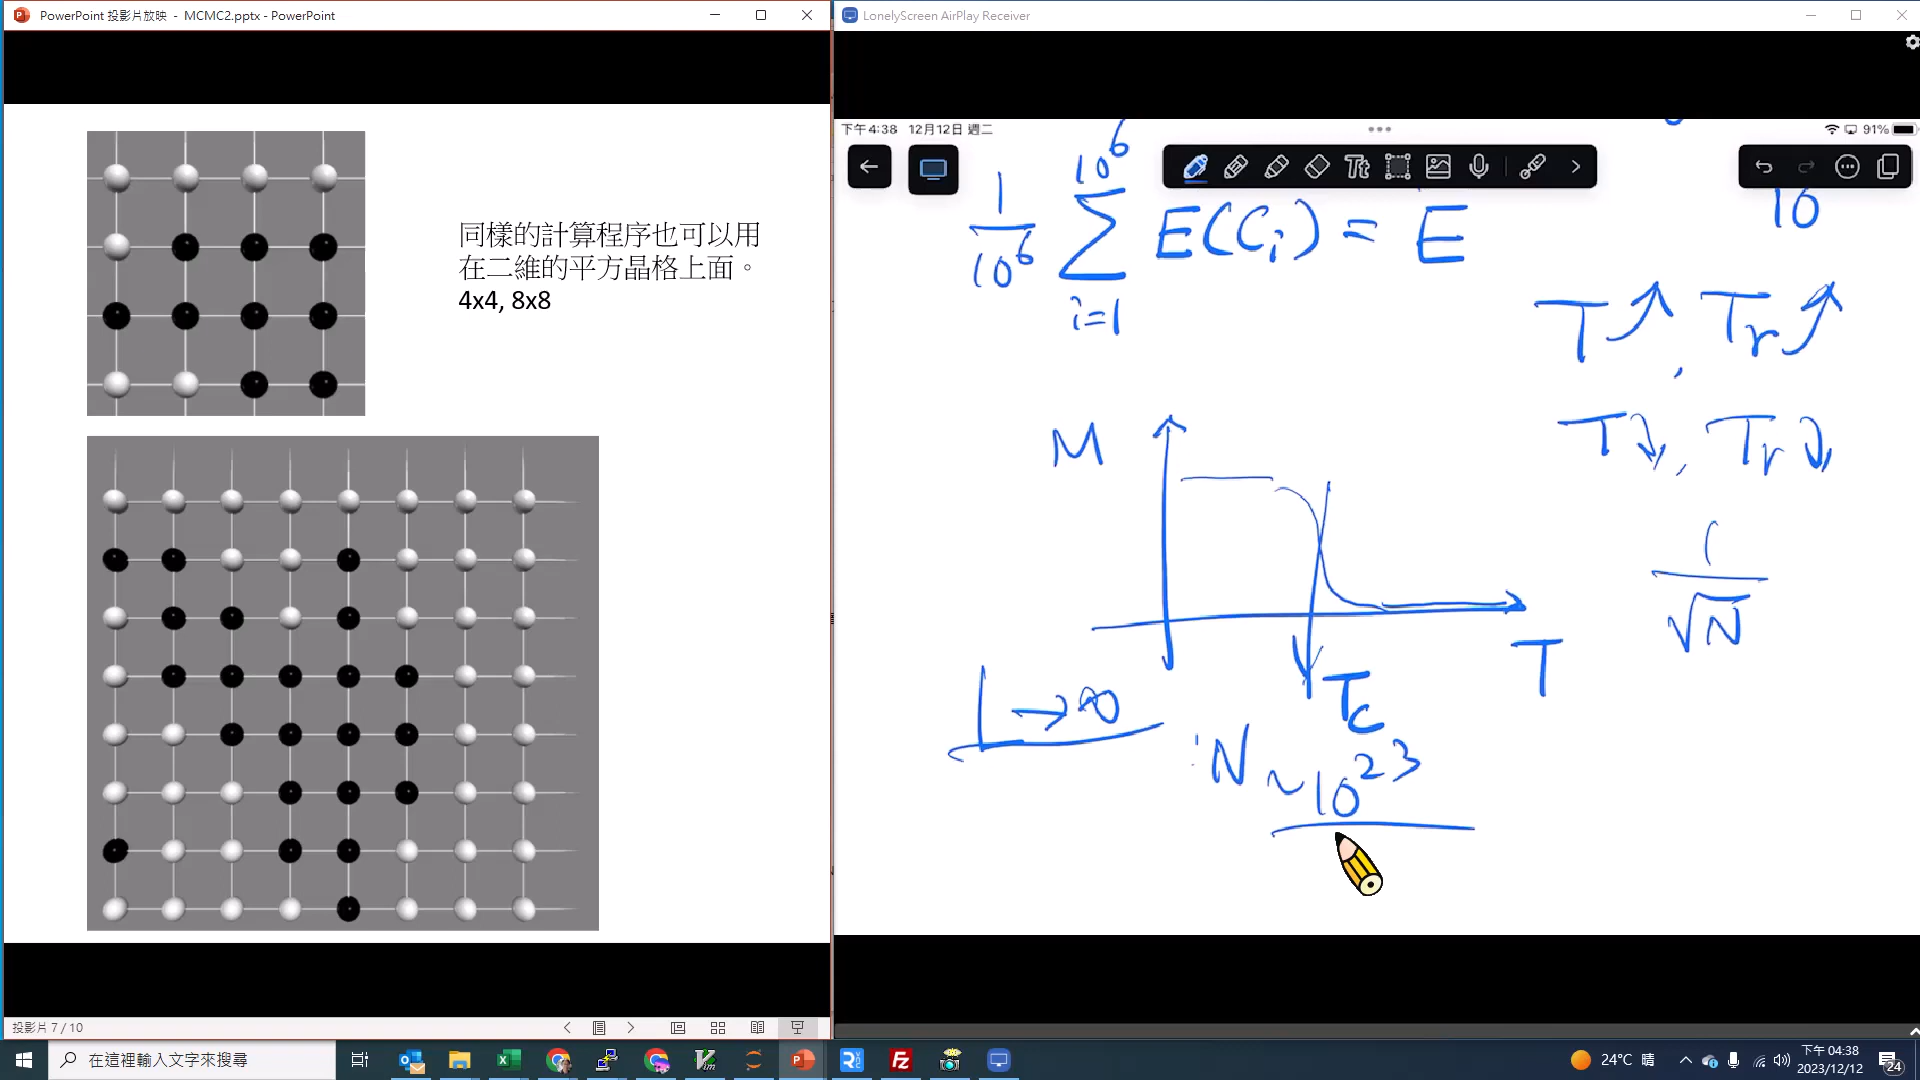 PowerPoint 投影片放映 - MCMC2.pptx - PowerPoint
同樣的計算程序也可以用
在二維的平方晶格上面。
4x4, 8x8
投影片 7 / 10
LonelyScreen AirPlay Receiver
下午4:38 12月12日 週二
91%
Tt
1/10^6 10^6 ∑ i=1 E(Ci) = E
10
T↗, Tr↗
T↘, Tr↘
M
1/√N
T
Tc
L→∞
N ~10^23
在這裡輸入文字來搜尋
24°C 晴
下午 04:38
2023/12/12
24